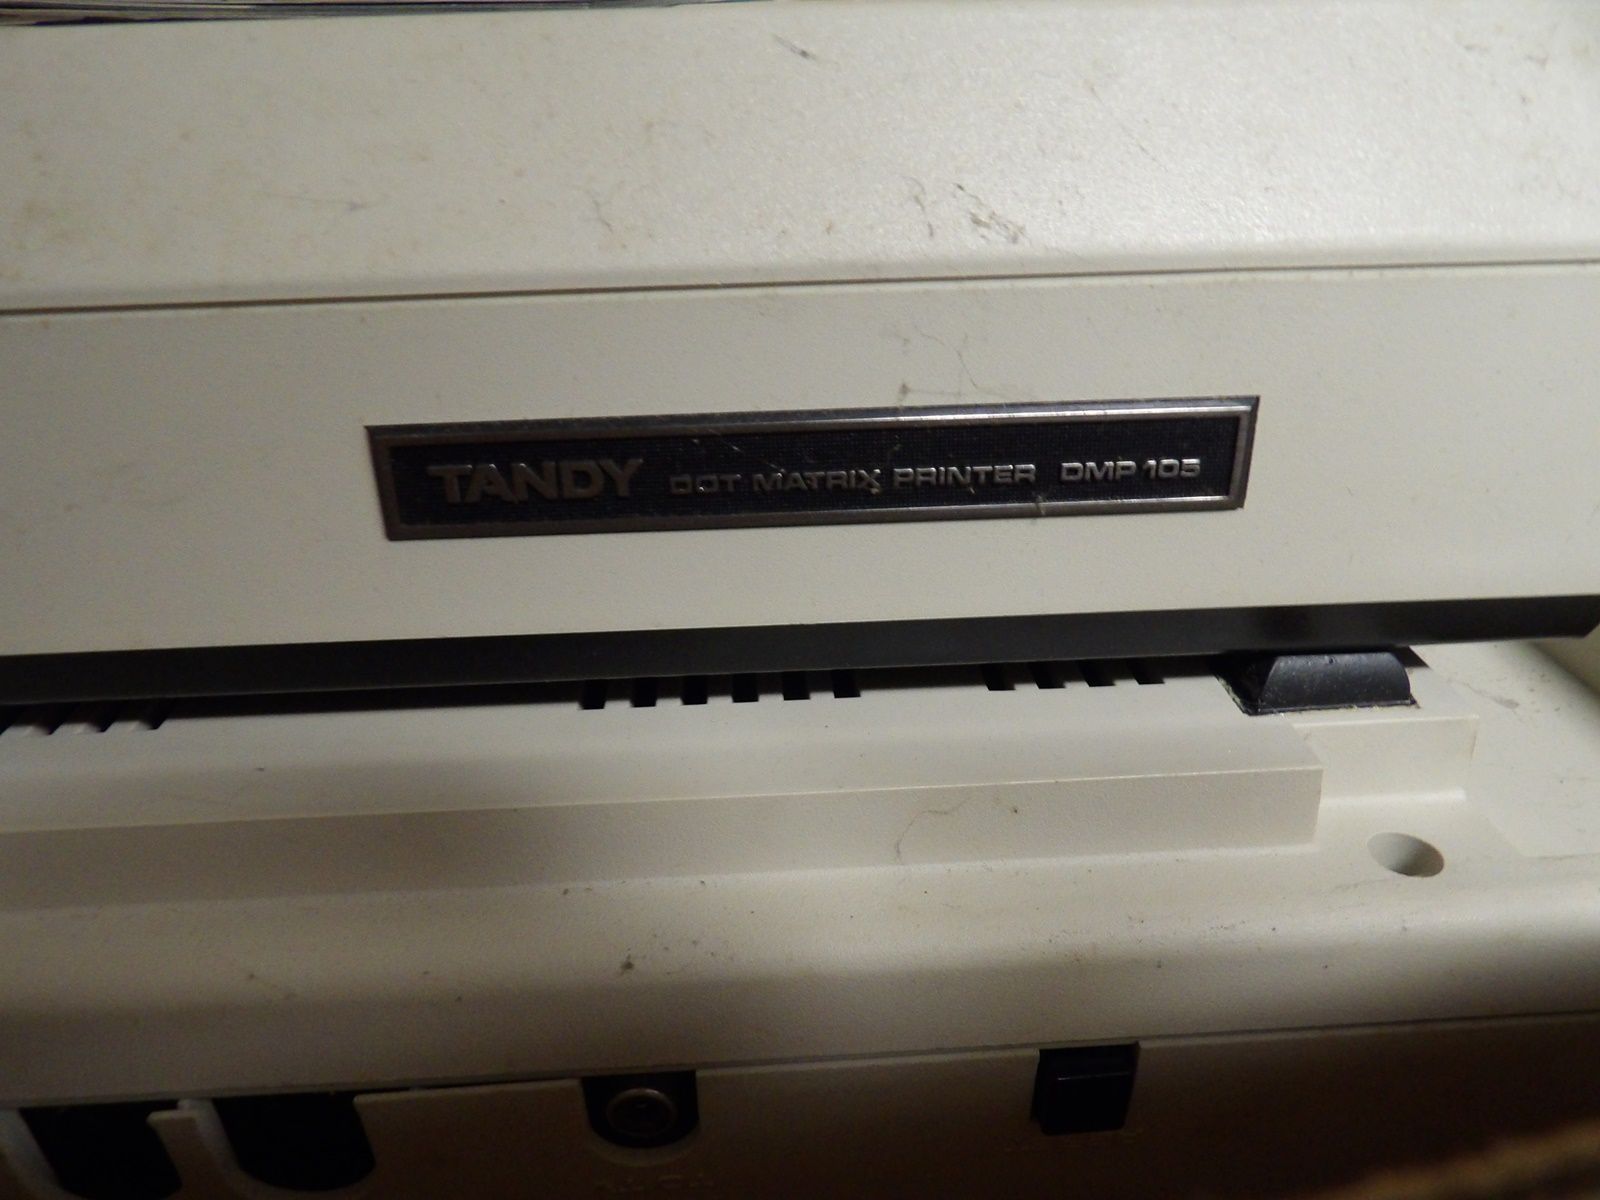 TANDY DOT MATRIX PRINTER DMP 105